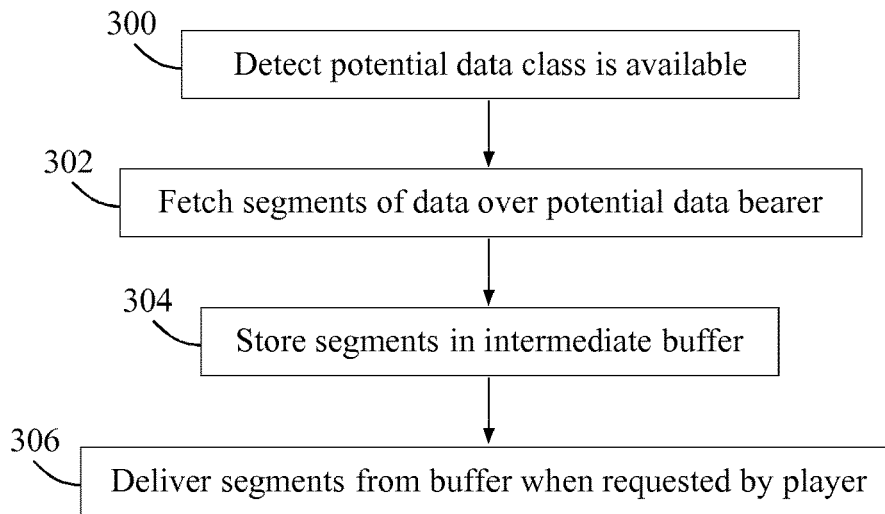 300
Detect potential data class is available
302
Fetch segments of data over potential data bearer
304
Store segments in intermediate buffer
306
Deliver segments from buffer when requested by player